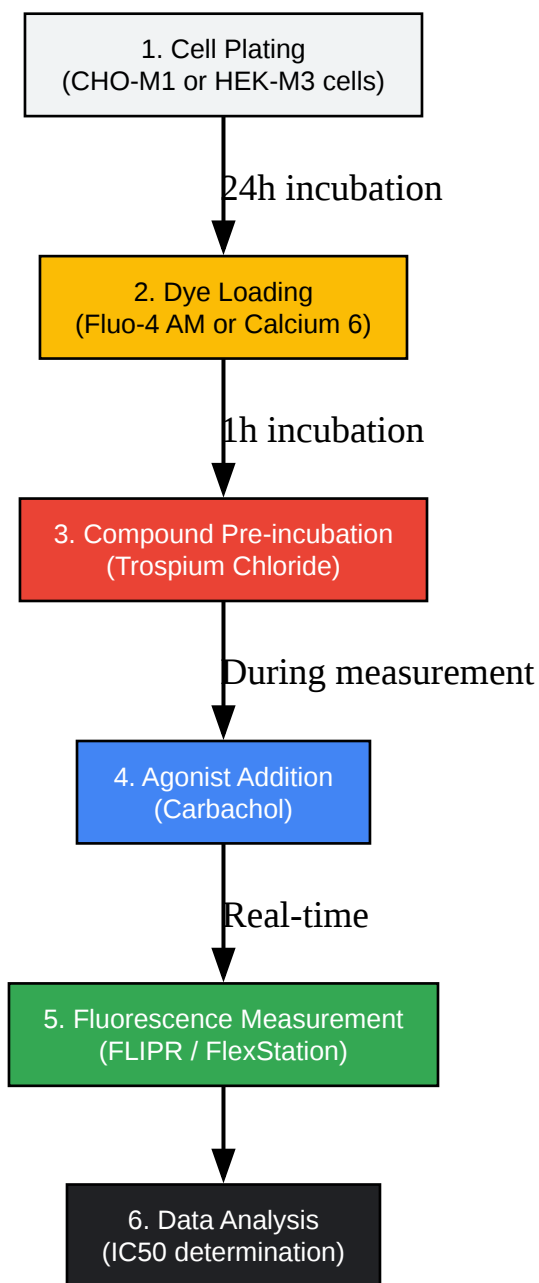 1. Cell Plating
(CHO-M1 or HEK-M3 cells)
24h incubation
2. Dye Loading
(Fluo-4 AM or Calcium 6)
1h incubation
3. Compound Pre-incubation
(Trospium Chloride)
During measurement
4. Agonist Addition
(Carbachol)
Real-time
5. Fluorescence Measurement
(FLIPR / FlexStation)
6. Data Analysis
(IC50 determination)